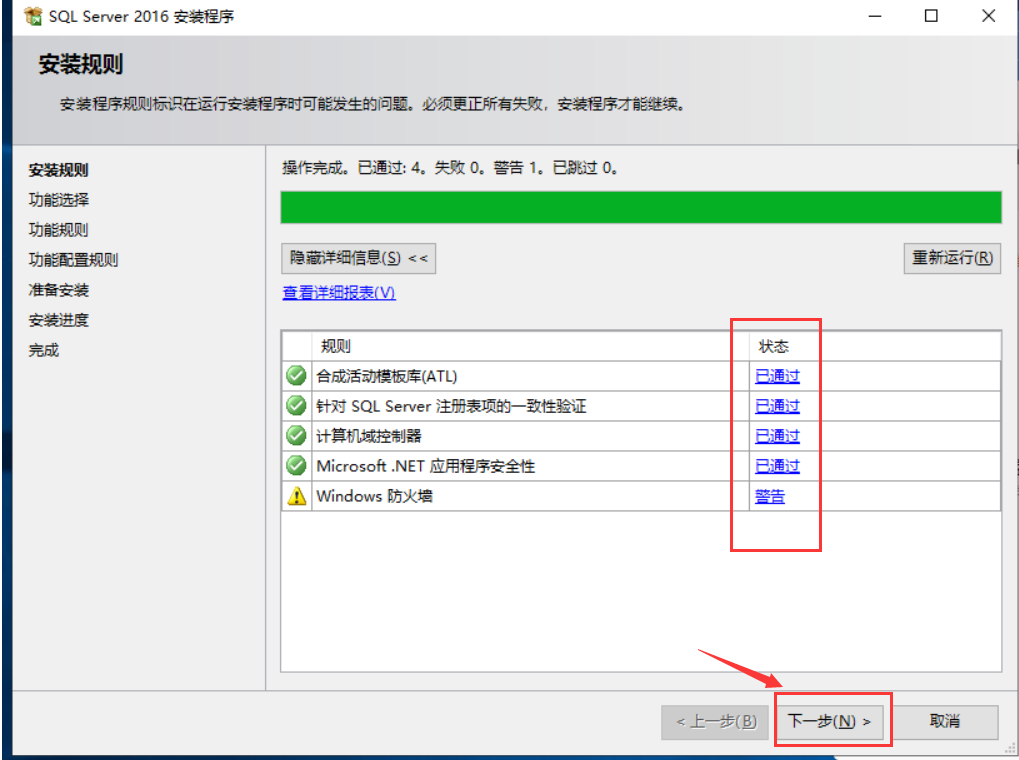 SQL Server 2016 安装程序
安装规则
安装程序规则标识在运行安装程序时可能发生的问题。必须更正所有失败，安装程序才能继续。
安装规则
功能选择
功能规则
功能配置规则
准备安装
安装进度
完成
操作完成。已通过: 4。失败 0。警告 1。已跳过 0。
隐藏详细信息(S) <<
重新运行(R)
查看详细报表(V)
规则 状态
合成活动模板库(ATL) 已通过
针对 SQL Server 注册表项的一致性验证 已通过
计算机域控制器 已通过
Microsoft .NET 应用程序安全性 已通过
Windows 防火墙 警告
< 上一步(B) 下一步(N) > 取消